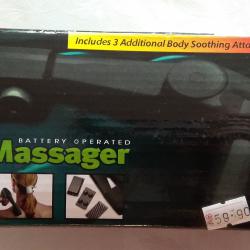 Includes 3 Additional Body Soothing Atta
BATTERY OPERATED
Massager
59.90